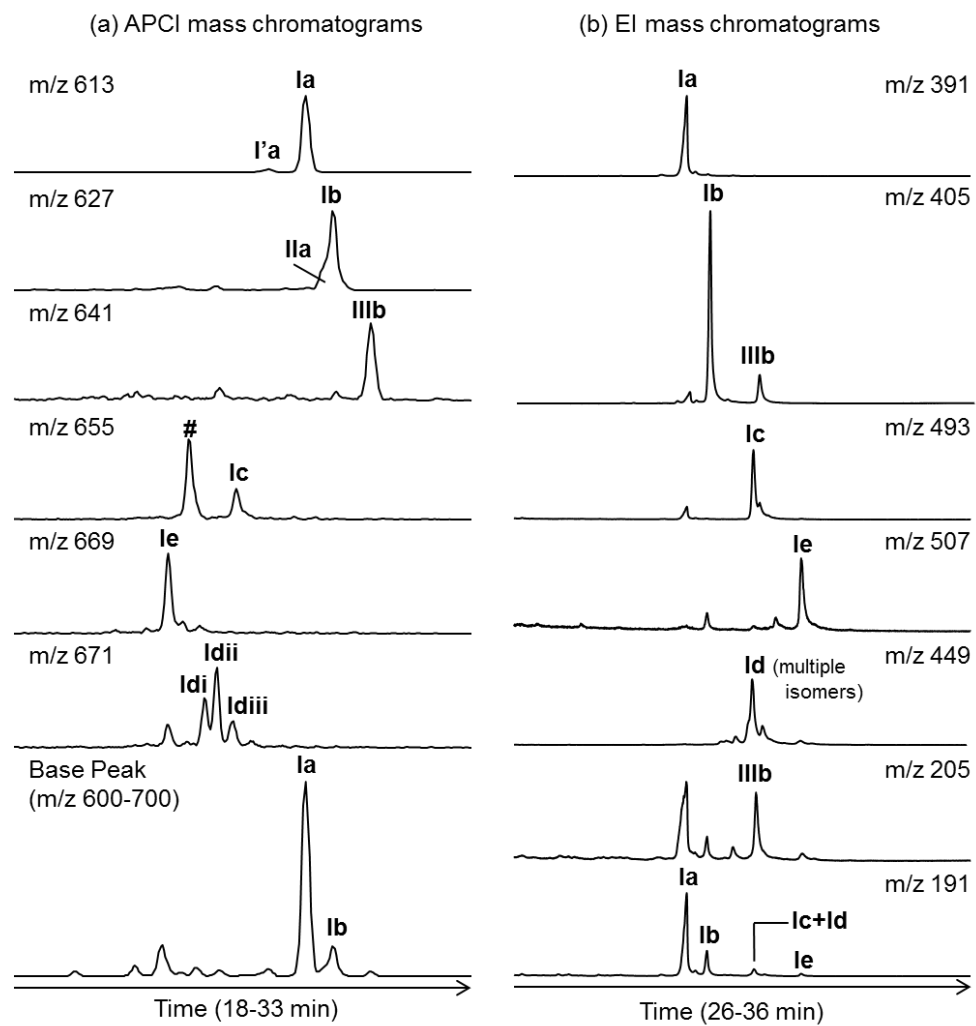 (a) APCI mass chromatograms
m/z 613
I'a
Ia
m/z 627
IIa
Ib
m/z 641
IIIb
m/z 655
#
Ic
m/z 669
Ie
m/z 671
Idi
Idii
Idiii
Base Peak
(m/z 600-700)
Ia
Ib
Time (18-33 min)
(b) EI mass chromatograms
Ia
m/z 391
Ib
m/z 405
IIIb
Ic
m/z 493
Ie
m/z 507
Id (multiple
isomers)
m/z 449
IIIb
m/z 205
Ia
m/z 191
Ib
Ic+Id
Ie
Time (26-36 min)